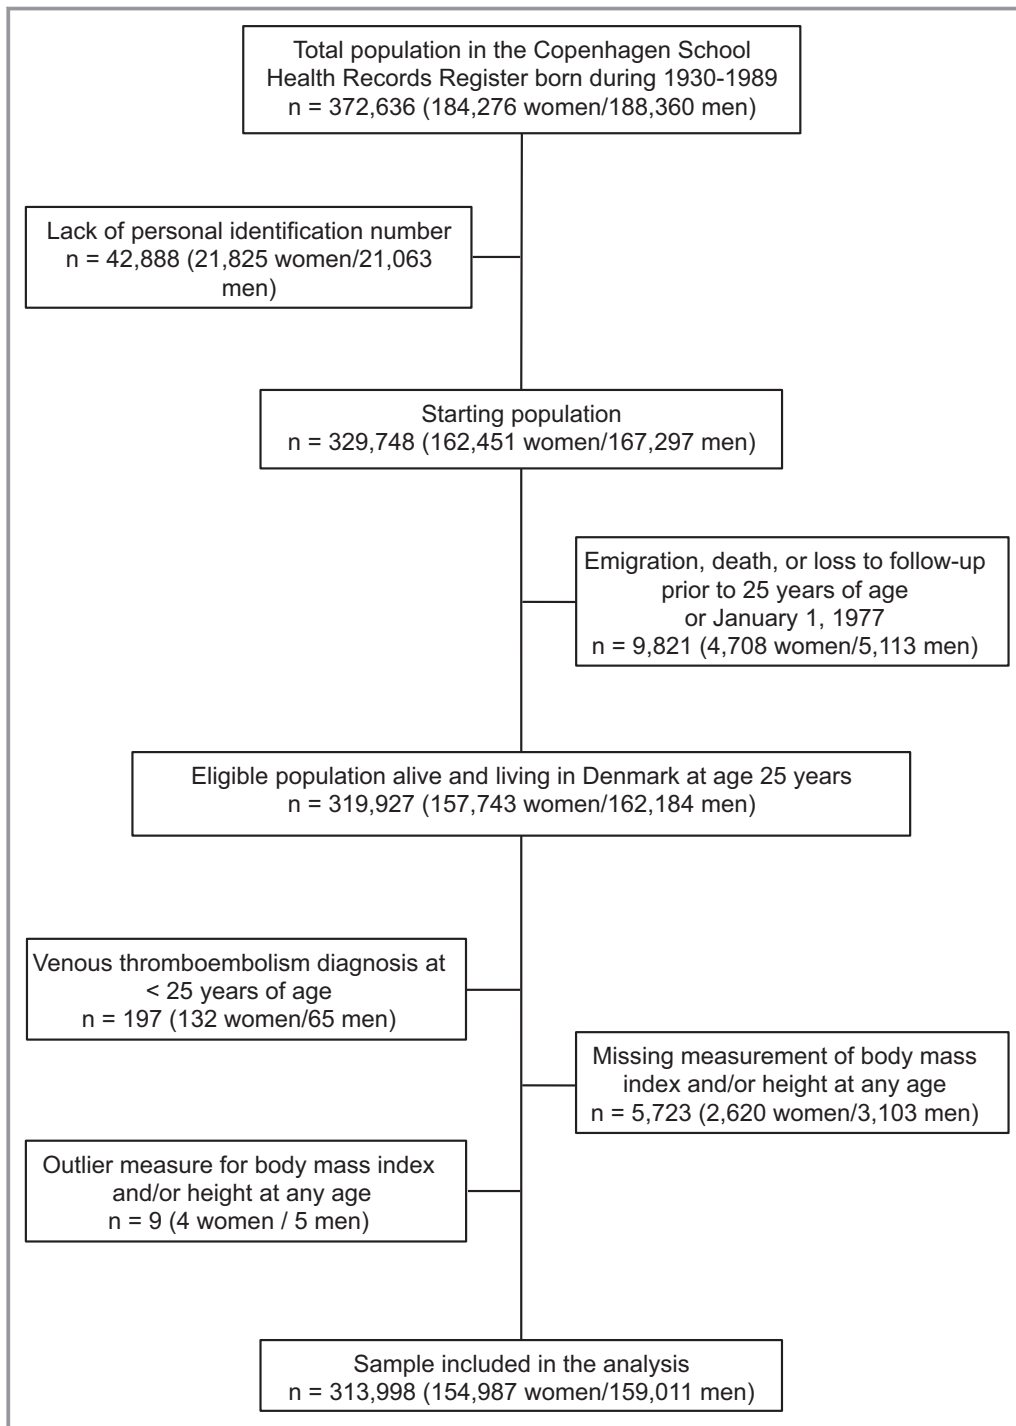 Total population in the Copenhagen School
Health Records Register born during 1930-1989
n = 372,636 (184,276 women/188,360 men)
Lack of personal identification number
n = 42,888 (21,825 women/21,063
men)
Starting population
n = 329,748 (162,451 women/167,297 men)
Emigration, death, or loss to follow-up
prior to 25 years of age
or January 1, 1977
n = 9,821 (4,708 women/5,113 men)
Eligible population alive and living in Denmark at age 25 years
n = 319,927 (157,743 women/162,184 men)
Venous thromboembolism diagnosis at
< 25 years of age
n = 197 (132 women/65 men)
Missing measurement of body mass
index and/or height at any age
n = 5,723 (2,620 women/3,103 men)
Outlier measure for body mass index
and/or height at any age
n = 9 (4 women / 5 men)
Sample included in the analysis
n = 313,998 (154,987 women/159,011 men)